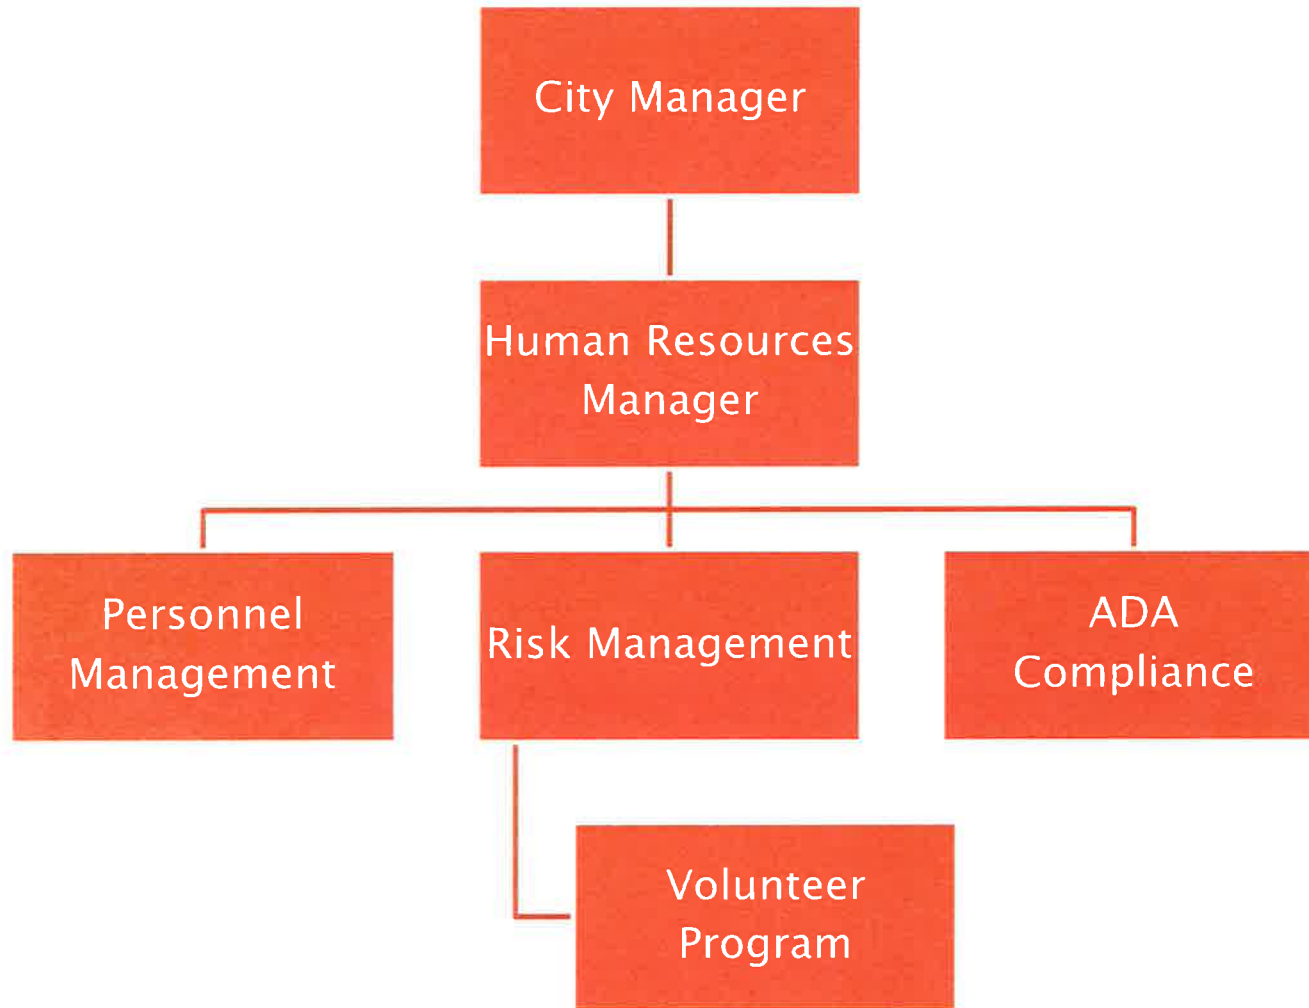 City Manager
Human Resources
Manager
Personnel
Management
Risk Management
ADA
Compliance
Volunteer
Program